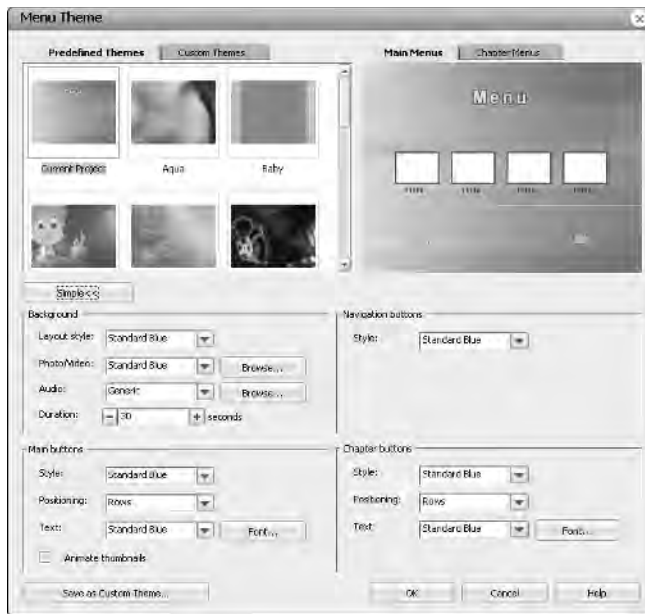 Menu Theme
Predefined Themes
Custom Themes
Main Menus
Chapter Menus
Menu
Current Project
Aqua
Baby
Simple<<
Background
Layout style:
Standard Blue
Photo/Video:
Standard Blue
Browse...
Audio:
Generic
Browse...
Duration:
- 30 + seconds
Navigation buttons
Style:
Standard Blue
Main buttons
Style:
Standard Blue
Positioning:
Rows
Text:
Standard Blue
Font...
Animate thumbnails
Chapter buttons
Style:
Standard Blue
Positioning:
Rows
Text:
Standard Blue
Font...
Save as Custom Theme...
OK
Cancel
Help